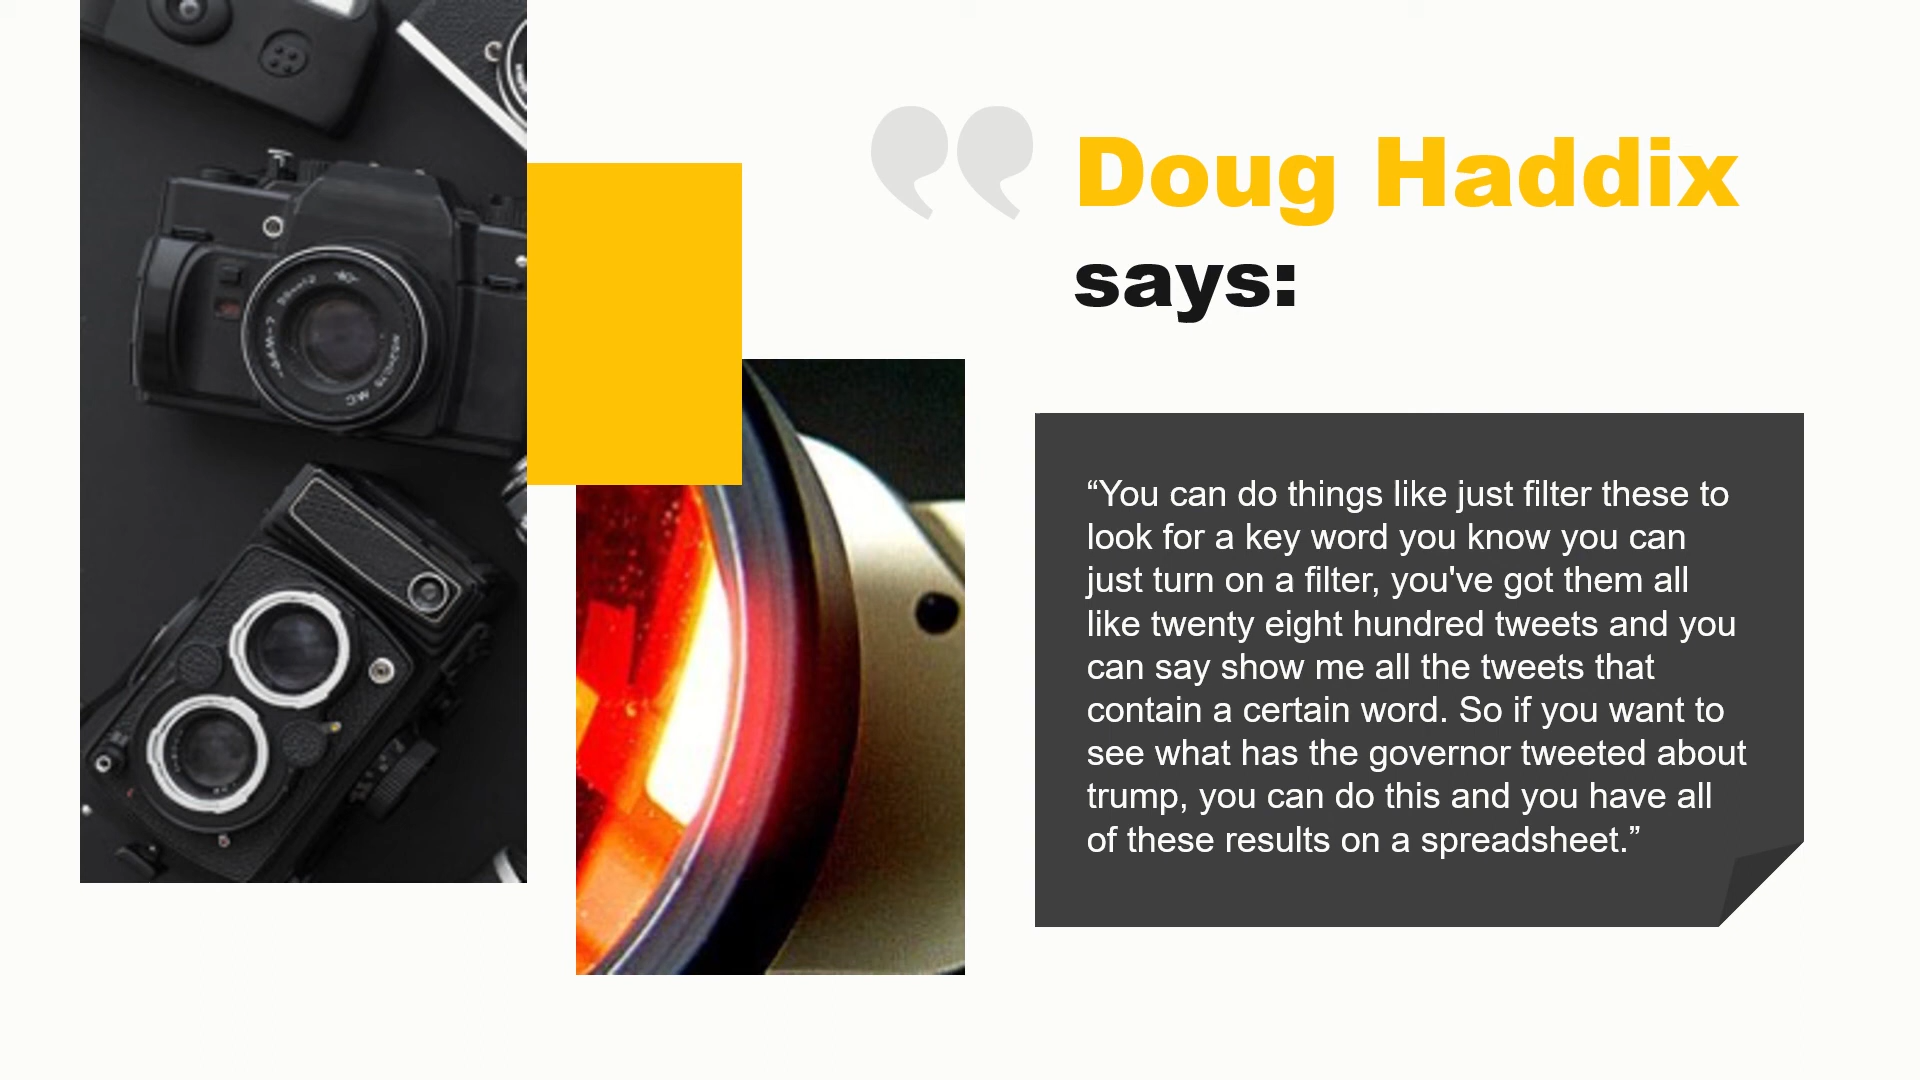 Doug Haddix
says:
“You can do things like just filter these to
look for a key word you know you can
just turn on a filter, you've got them all
like twenty eight hundred tweets and you
can say show me all the tweets that
contain a certain word. So if you want to
see what has the governor tweeted about
trump, you can do this and you have all
of these results on a spreadsheet.”